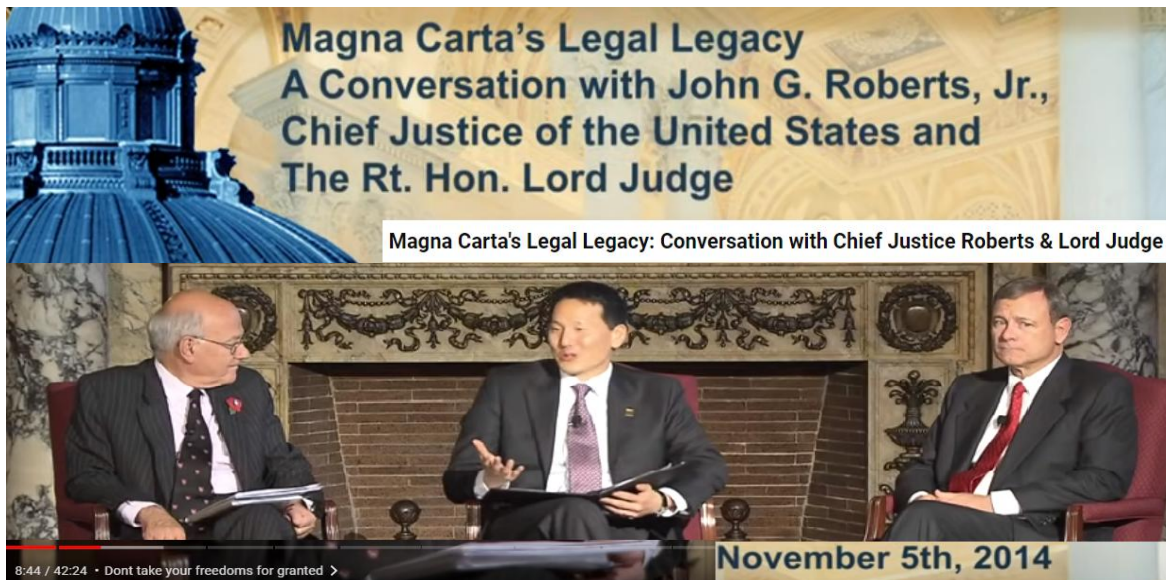 Magna Carta’s Legal Legacy
A Conversation with John G. Roberts, Jr.,
Chief Justice of the United States and
The Rt. Hon. Lord Judge
Magna Carta's Legal Legacy: Conversation with Chief Justice Roberts & Lord Judge
November 5th, 2014
8:44 / 42:24 • Dont take your freedoms for granted >